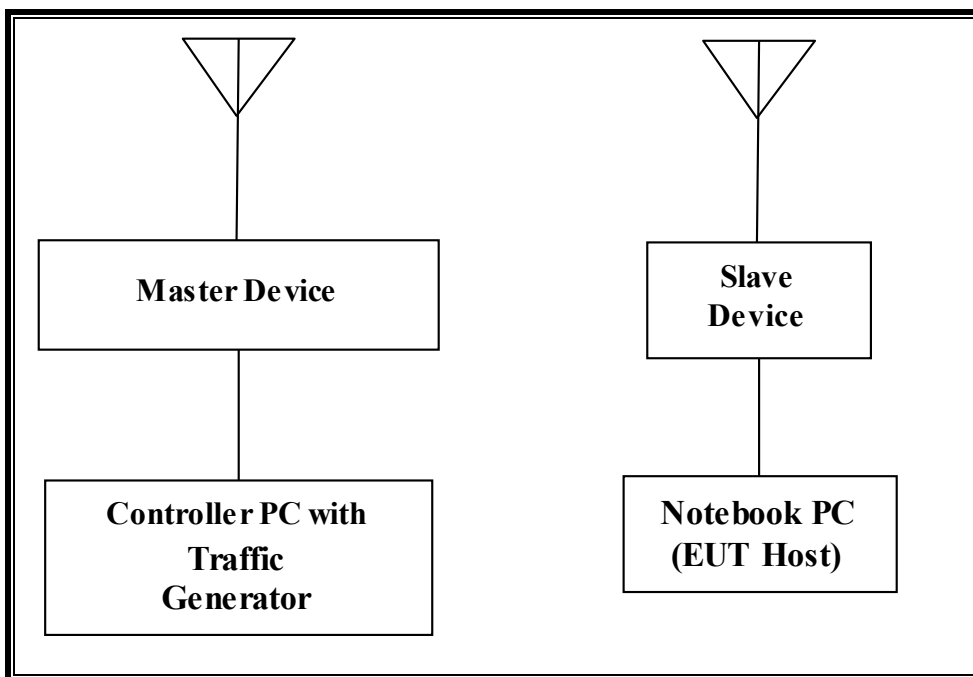 Master Device
Slave
Device
Controller PC with
Traffic
Generator
Notebook PC
(EUT Host)